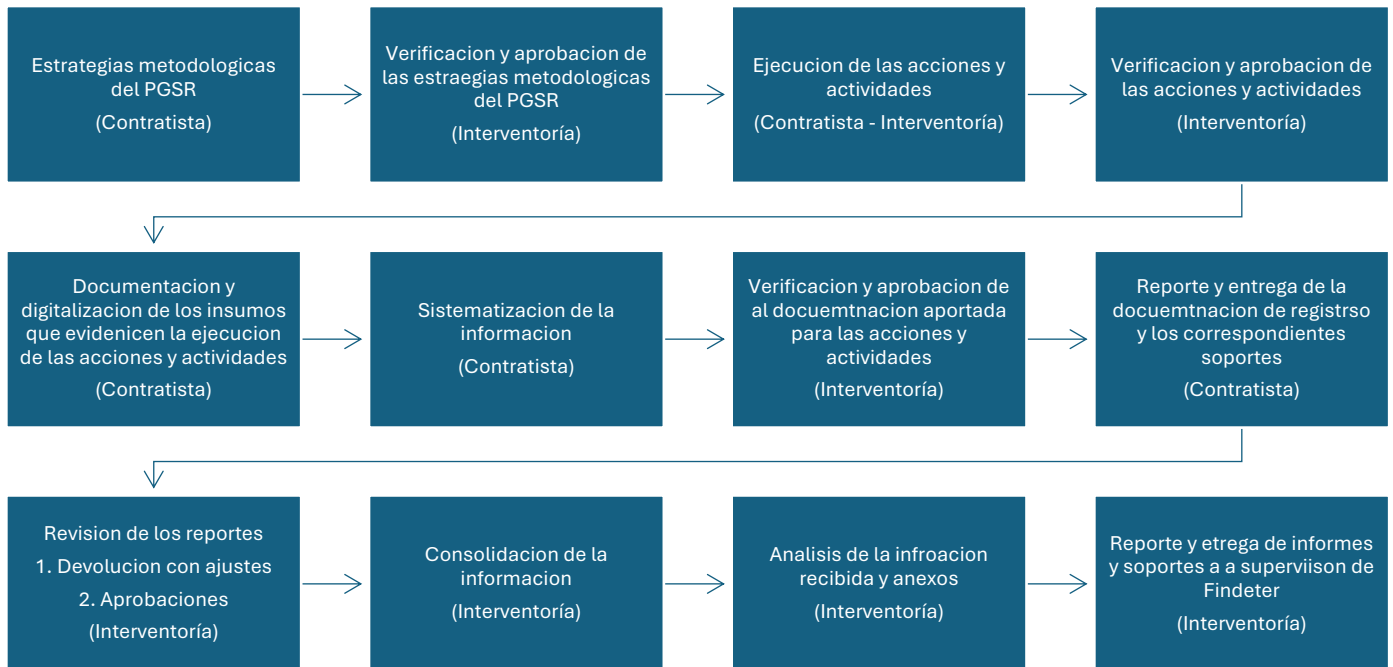 Estrategias metodologicas
del PGSR
(Contratista)
Verificacion y aprobacion de
las estraegias metodologicas
del PGSR
(Interventoría)
Ejecucion de las acciones y
actividades
(Contratista - Interventoría)
Verificacion y aprobacion de
las acciones y actividades
(Interventoría)
Documentacion y
digitalizacion de los insumos
que evidenicen la ejecucion
de las acciones y actividades
(Contratista)
Sistematizacion de la
informacion
(Contratista)
Verificacion y aprobacion de
al docuemtnacion aportada
para las acciones y
actividades
(Interventoría)
Reporte y entrega de la
docuemtnacion de registrso
y los correspondientes
soportes
(Contratista)
Revision de los reportes
1. Devolucion con ajustes
2. Aprobaciones
(Interventoría)
Consolidacion de la
informacion
(Interventoría)
Analisis de la infroacion
recibida y anexos
(Interventoría)
Reporte y etrega de informes
y soportes a a superviison de
Findeter
(Interventoría)